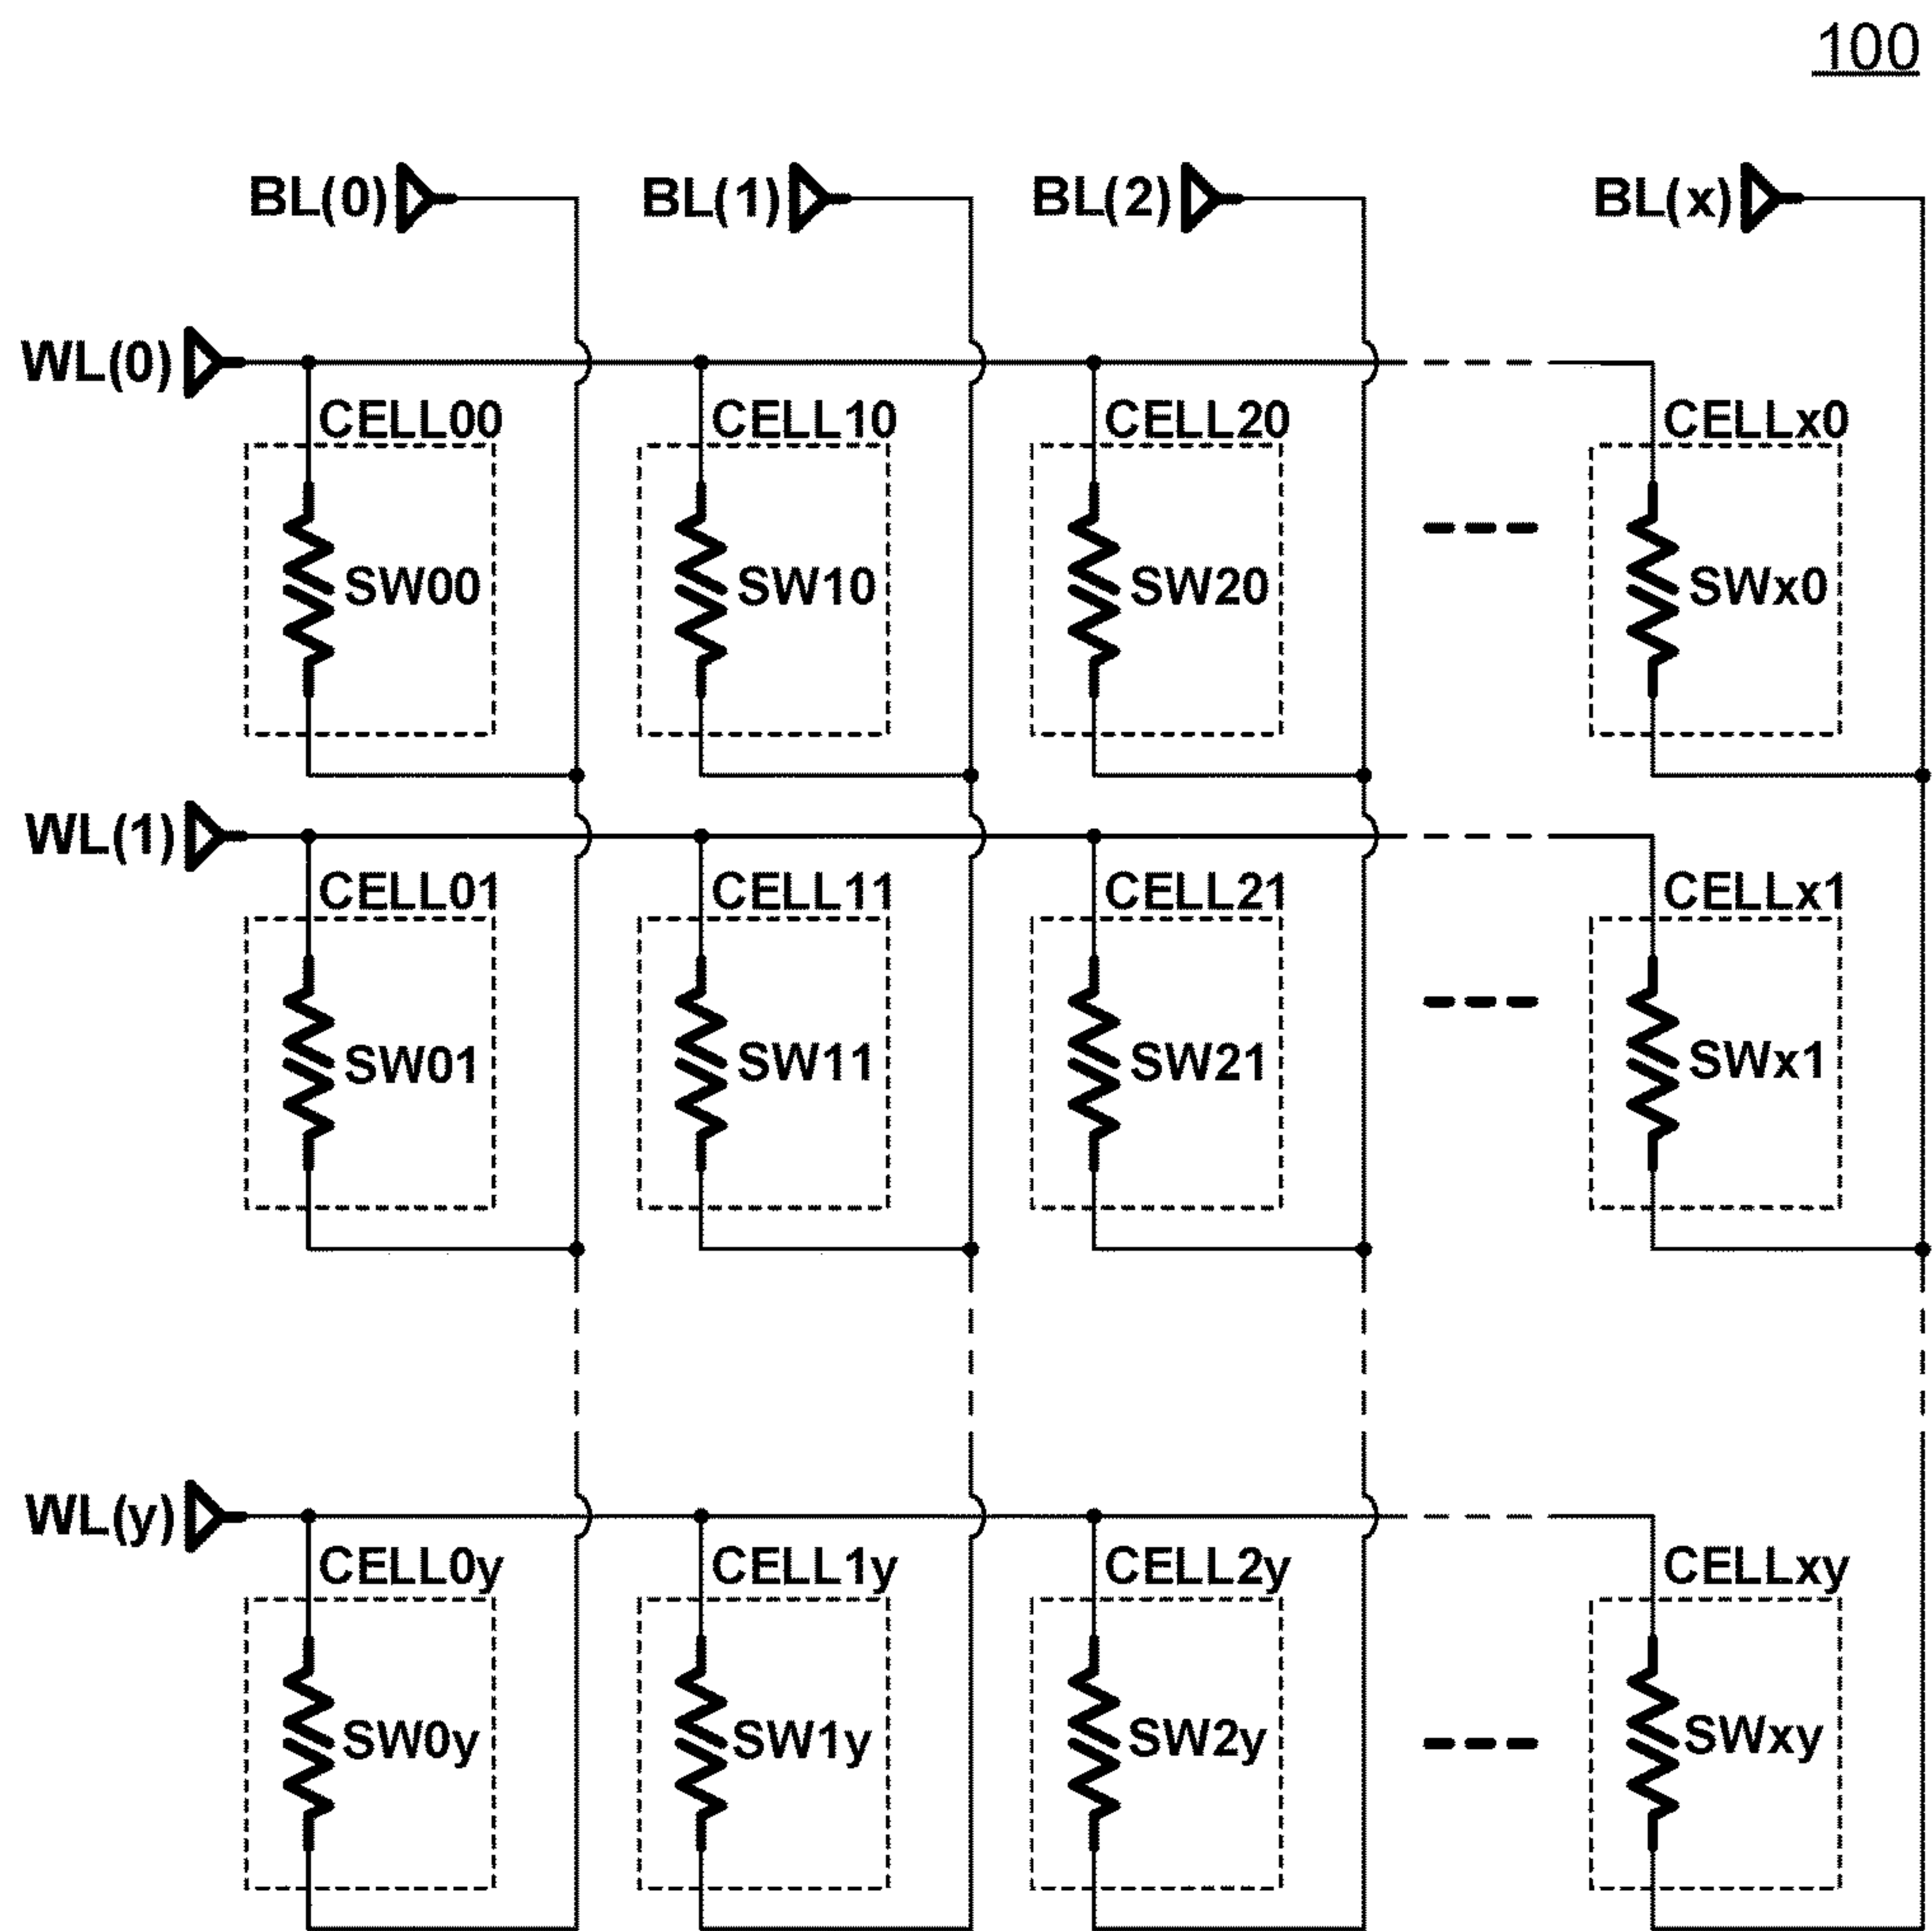 100
BL(0) BL(1) BL(2) BL(x)
WL(0)
CELL00 CELL10 CELL20 CELLx0
SW00 SW10 SW20 SWx0
WL(1)
CELL01 CELL11 CELL21 CELLx1
SW01 SW11 SW21 SWx1
WL(y)
CELL0y CELL1y CELL2y CELLxy
SW0y SW1y SW2y SWxy